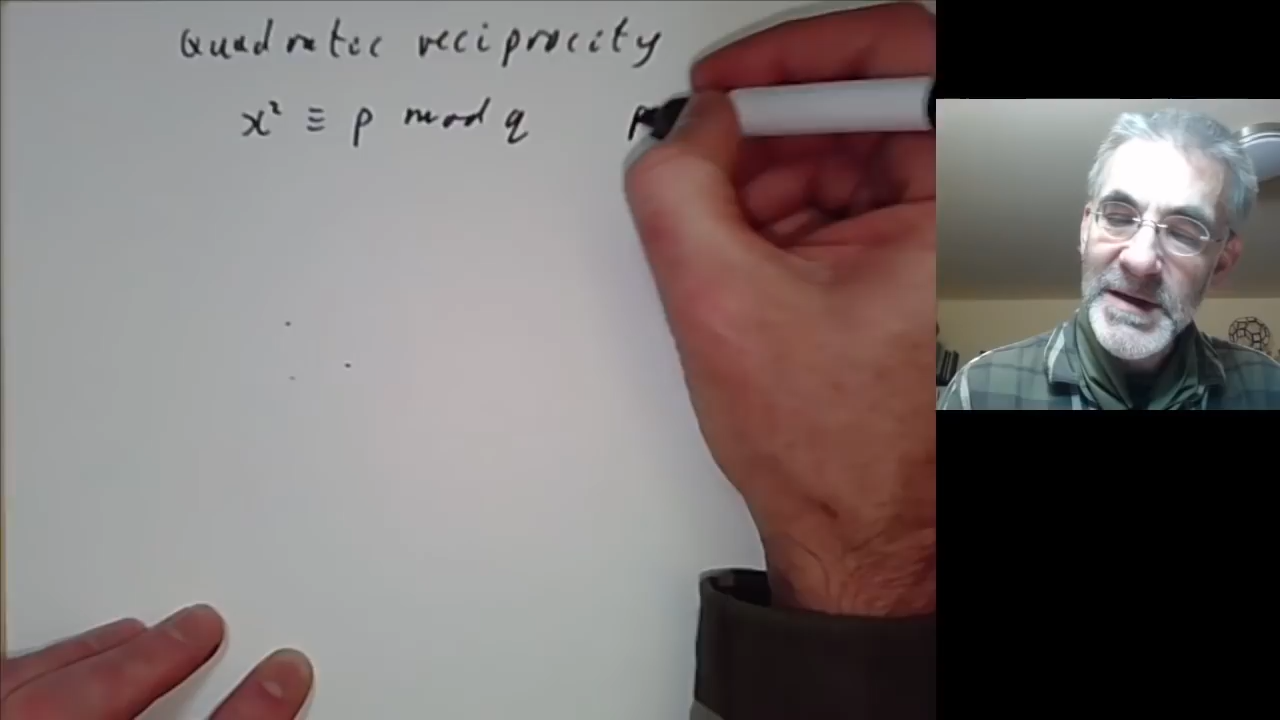 Quadratic reciprocity
x² ≡ p mod q p